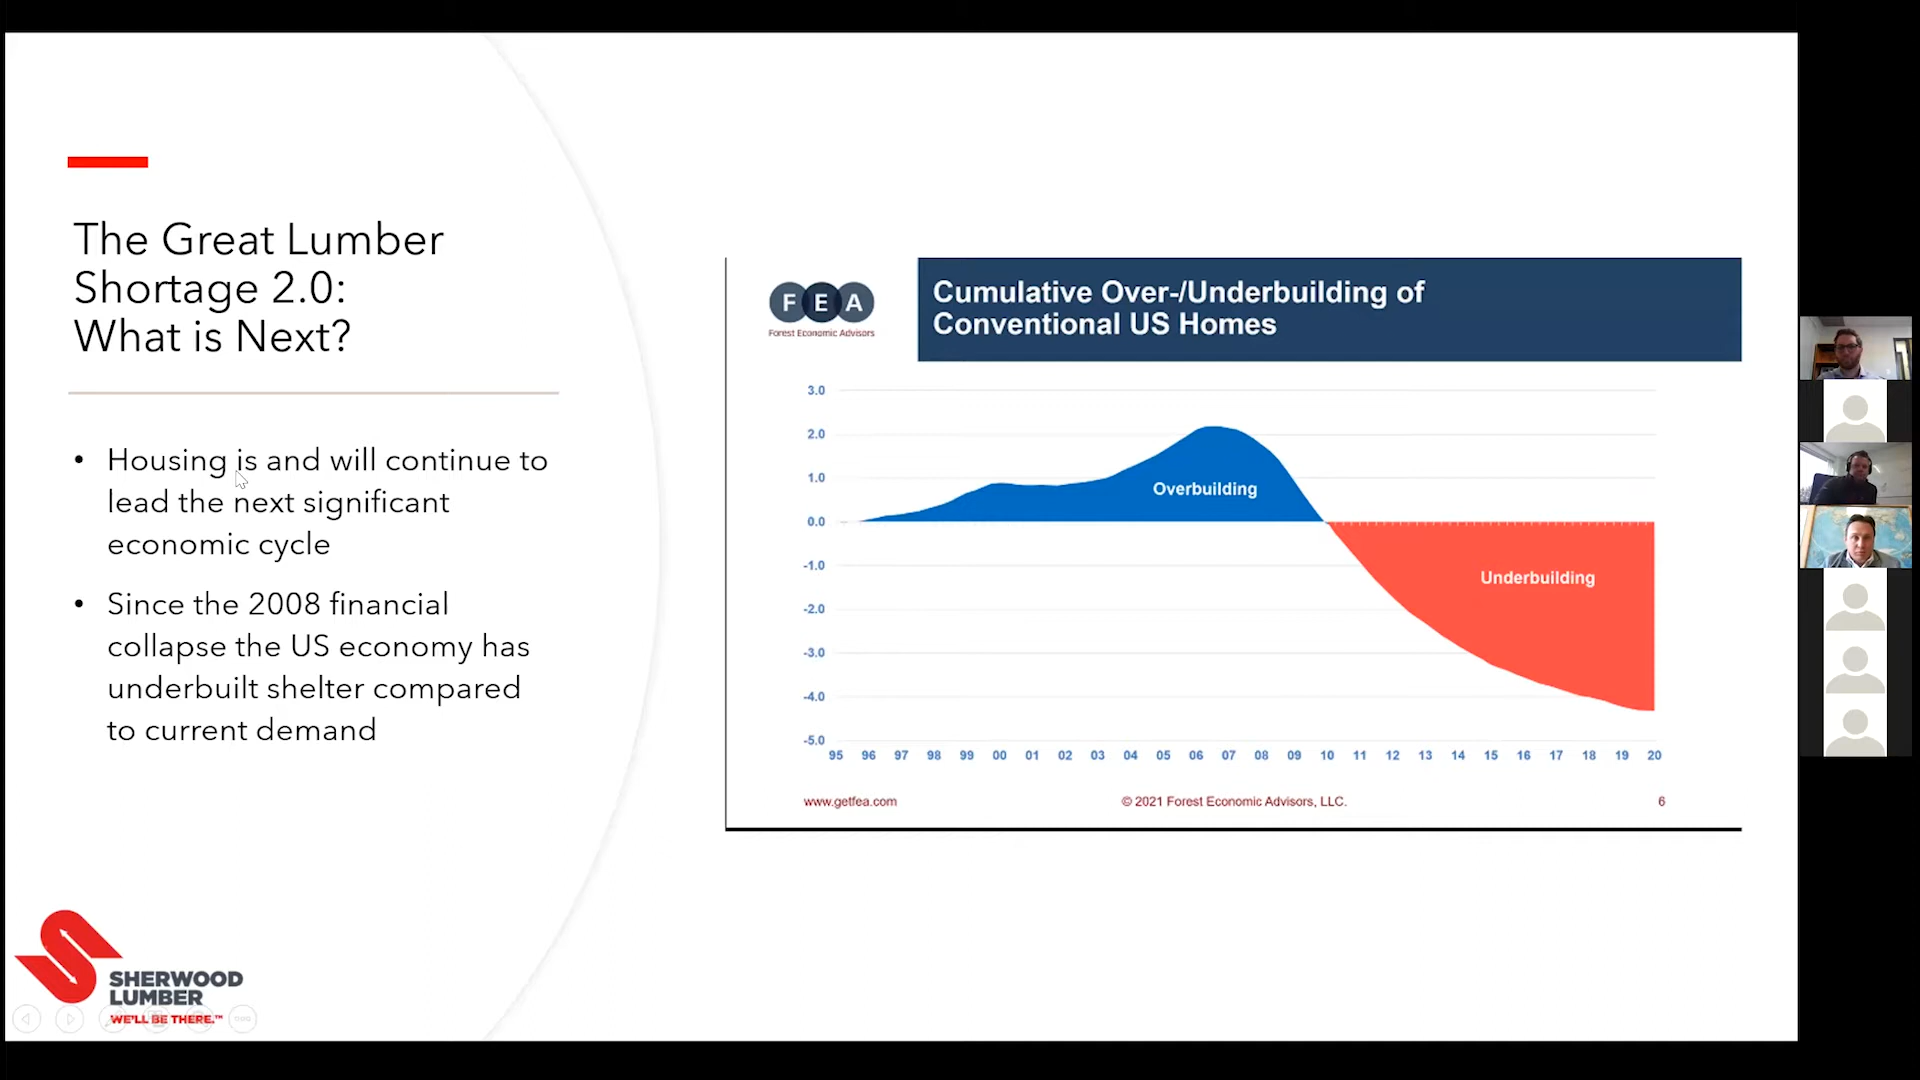 The Great Lumber
Shortage 2.0:
What is Next?
• Housing is and will continue to
lead the next significant
economic cycle
• Since the 2008 financial
collapse the US economy has
underbuilt shelter compared
to current demand
SHERWOOD
LUMBER
WE'LL BE THERE.™
FEA
Forest Economic Advisors
Cumulative Over-/Underbuilding of
Conventional US Homes
3.0
2.0
1.0
0.0
-1.0
-2.0
-3.0
-4.0
-5.0
Overbuilding
Underbuilding
95 96 97 98 99 00 01 02 03 04 05 06 07 08 09 10 11 12 13 14 15 16 17 18 19 20
www.getfea.com © 2021 Forest Economic Advisors, LLC. 6